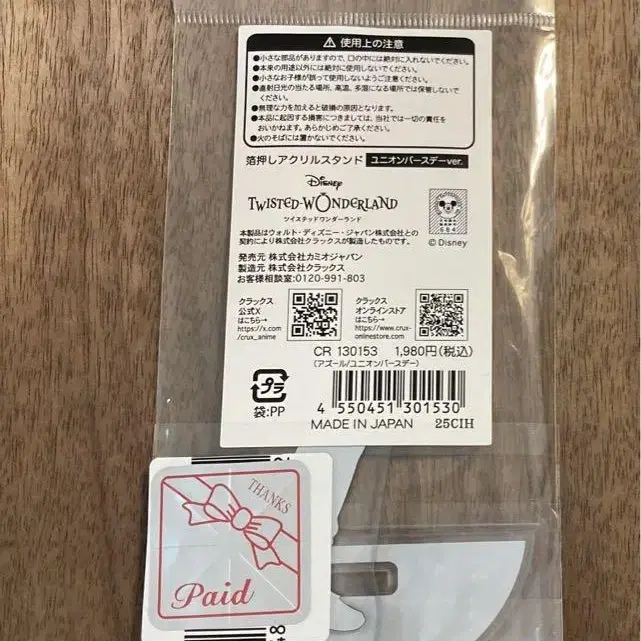 使用上の注意
●小さな部品がありますので、口の中には絶対に入れないでください。
●本来の用途以外には絶対に使用しないでください。
●小さなお子様が誤って使用しないようご注意ください。
●直射日光の当たる場所、高温、多湿になる場所では保管しないで
ください。
●無理な力を加えると破損の原因となります。
●本品に起因する損害につきましては、当社では一切の責任を
おいかねます。あらかじめご了承ください。
●火のそばには置かないでください。
箔押しアクリルスタンド ユニオンバースデーver.
Disney
TWISTED-WONDERLAND
ツイステッドワンダーランド
本製品はウォルト・ディズニー・ジャパン株式会社との
契約により株式会社クラックスが製造したものです。
© Disney
発売元 株式会社カミオジャパン
製造元 株式会社クラックス
お客様相談室:0120-991-803
クラックス
公式X
はこちら→
https://x.com
/crux_anime
クラックス
オンラインストア
はこちら→
https://www.crux-
onlinestore.com
CR 130153 1,980円(税込)
(アズール/ユニオンバースデー)
プラ
袋:PP
4 550451 301530
MADE IN JAPAN 25CIH
THANKS
Paid